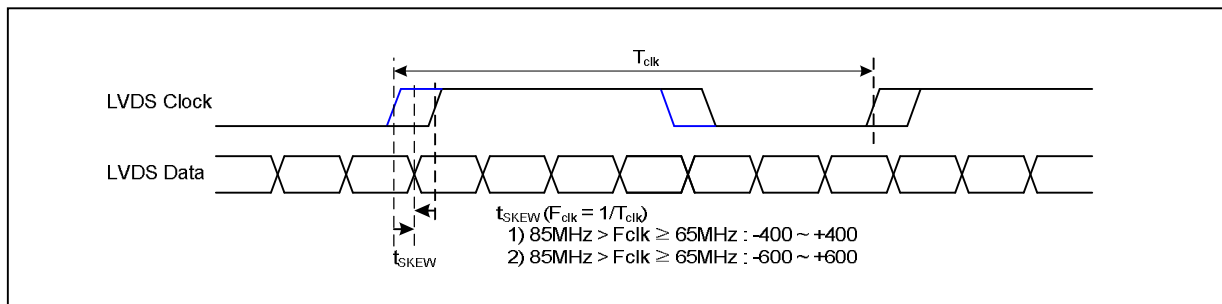 T_clk
LVDS Clock
LVDS Data
t_SKEW (F_clk = 1/T_clk)
1) 85MHz > Fclk ≥ 65MHz : -400 ~ +400
2) 85MHz > Fclk ≥ 65MHz : -600 ~ +600
t_SKEW